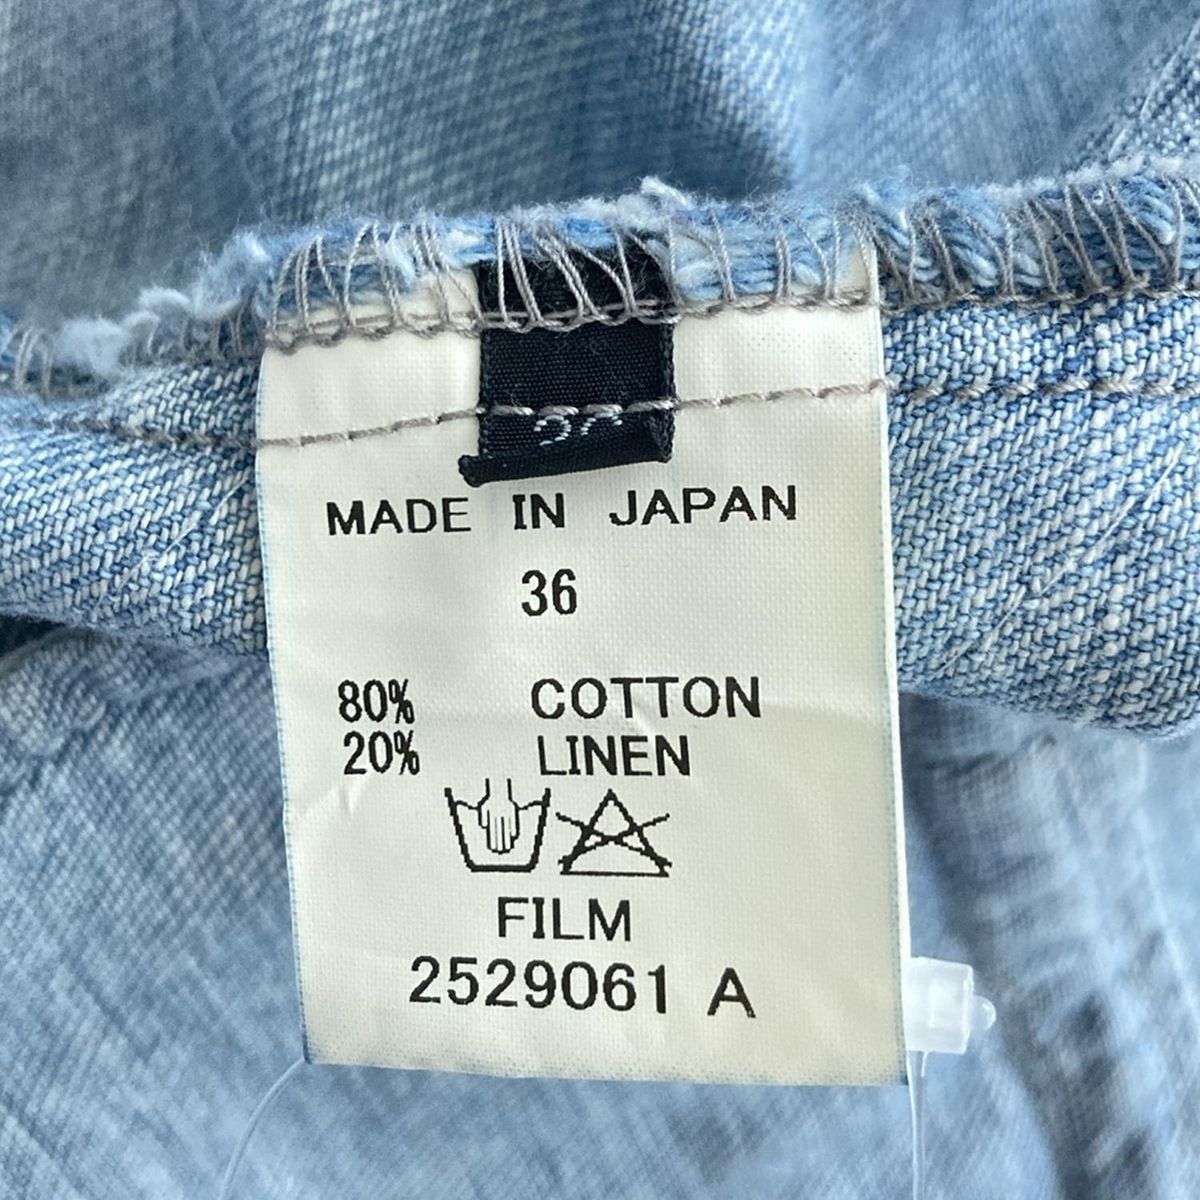 MADE IN JAPAN
36
80% COTTON
20% LINEN
FILM
2529061 A